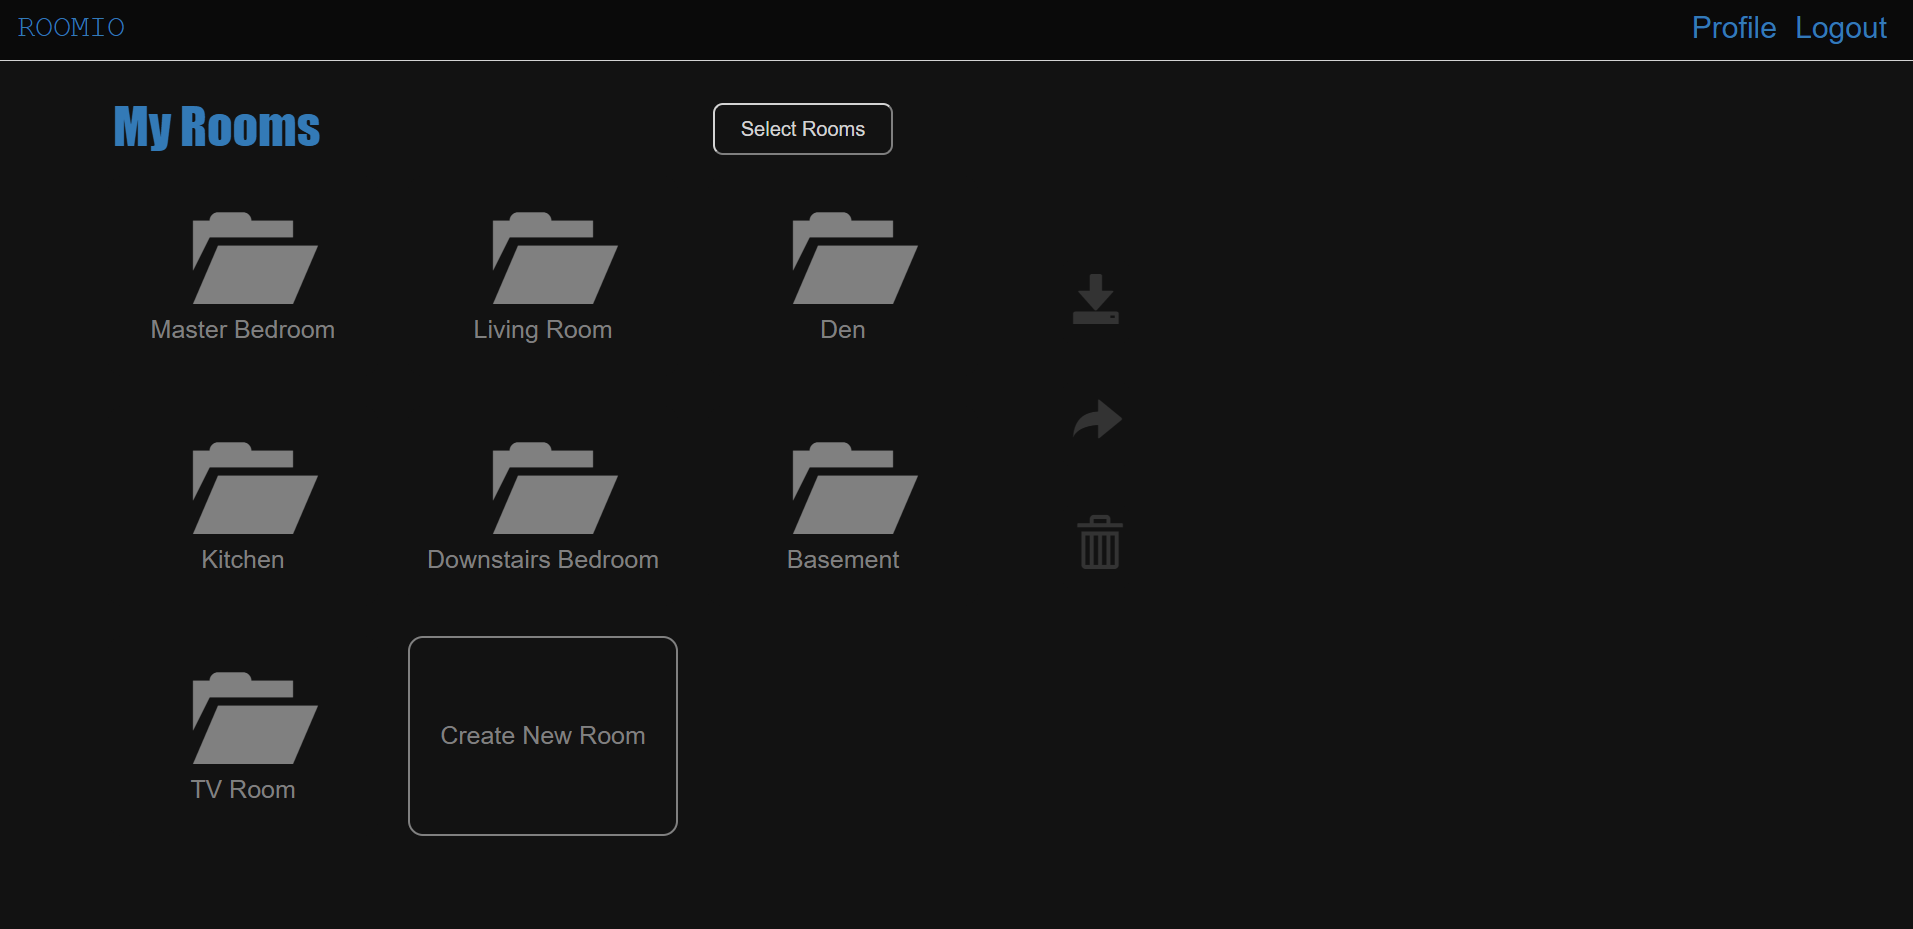 ROOMIO
Profile Logout
My Rooms
Select Rooms
Master Bedroom
Living Room
Den
Kitchen
Downstairs Bedroom
Basement
TV Room
Create New Room